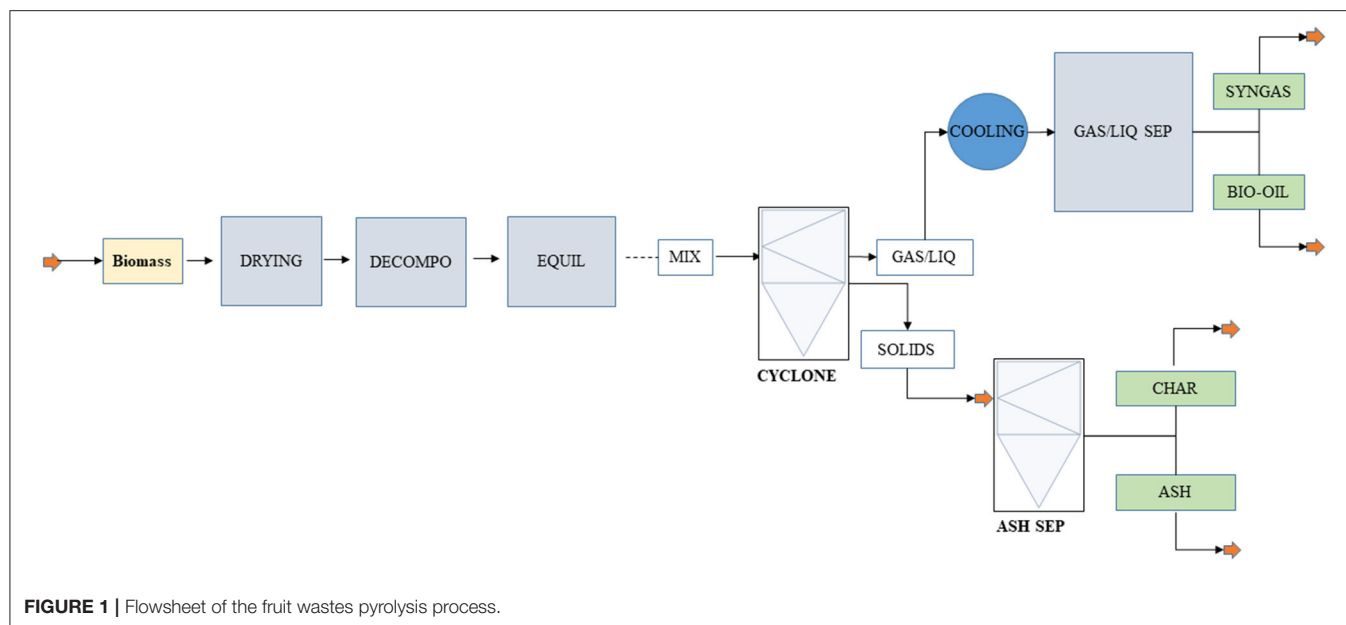 SYNGAS
COOLING
GAS/LIQ SEP
BIO-OIL
Biomass
DRYING
DECOMPO
EQUIL
MIX
GAS/LIQ
SOLIDS
CYCLONE
CHAR
ASH
ASH SEP
FIGURE 1 | Flowsheet of the fruit wastes pyrolysis process.